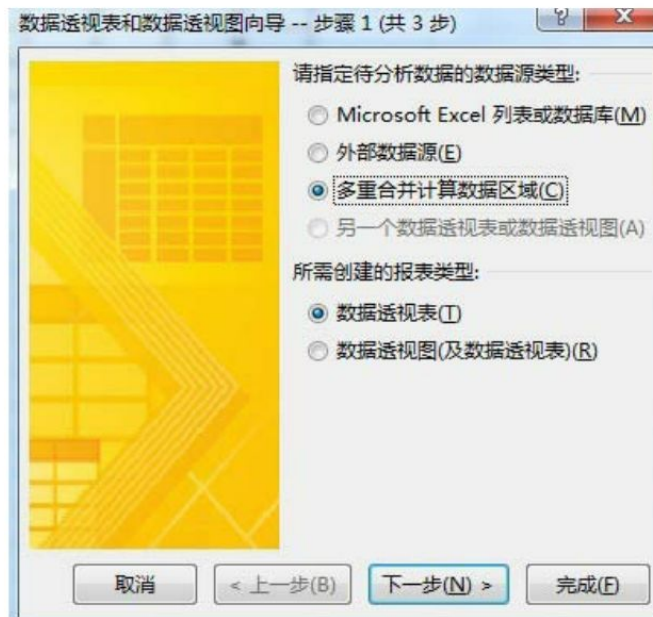 数据透视表和数据透视图向导 -- 步骤 1 (共 3 步)
请指定待分析数据的数据源类型:
Microsoft Excel 列表或数据库(M)
外部数据源(E)
多重合并计算数据区域(C)
另一个数据透视表或数据透视图(A)
所需创建的报表类型:
数据透视表(T)
数据透视图(及数据透视表)(R)
取消 < 上一步(B) 下一步(N) > 完成(F)